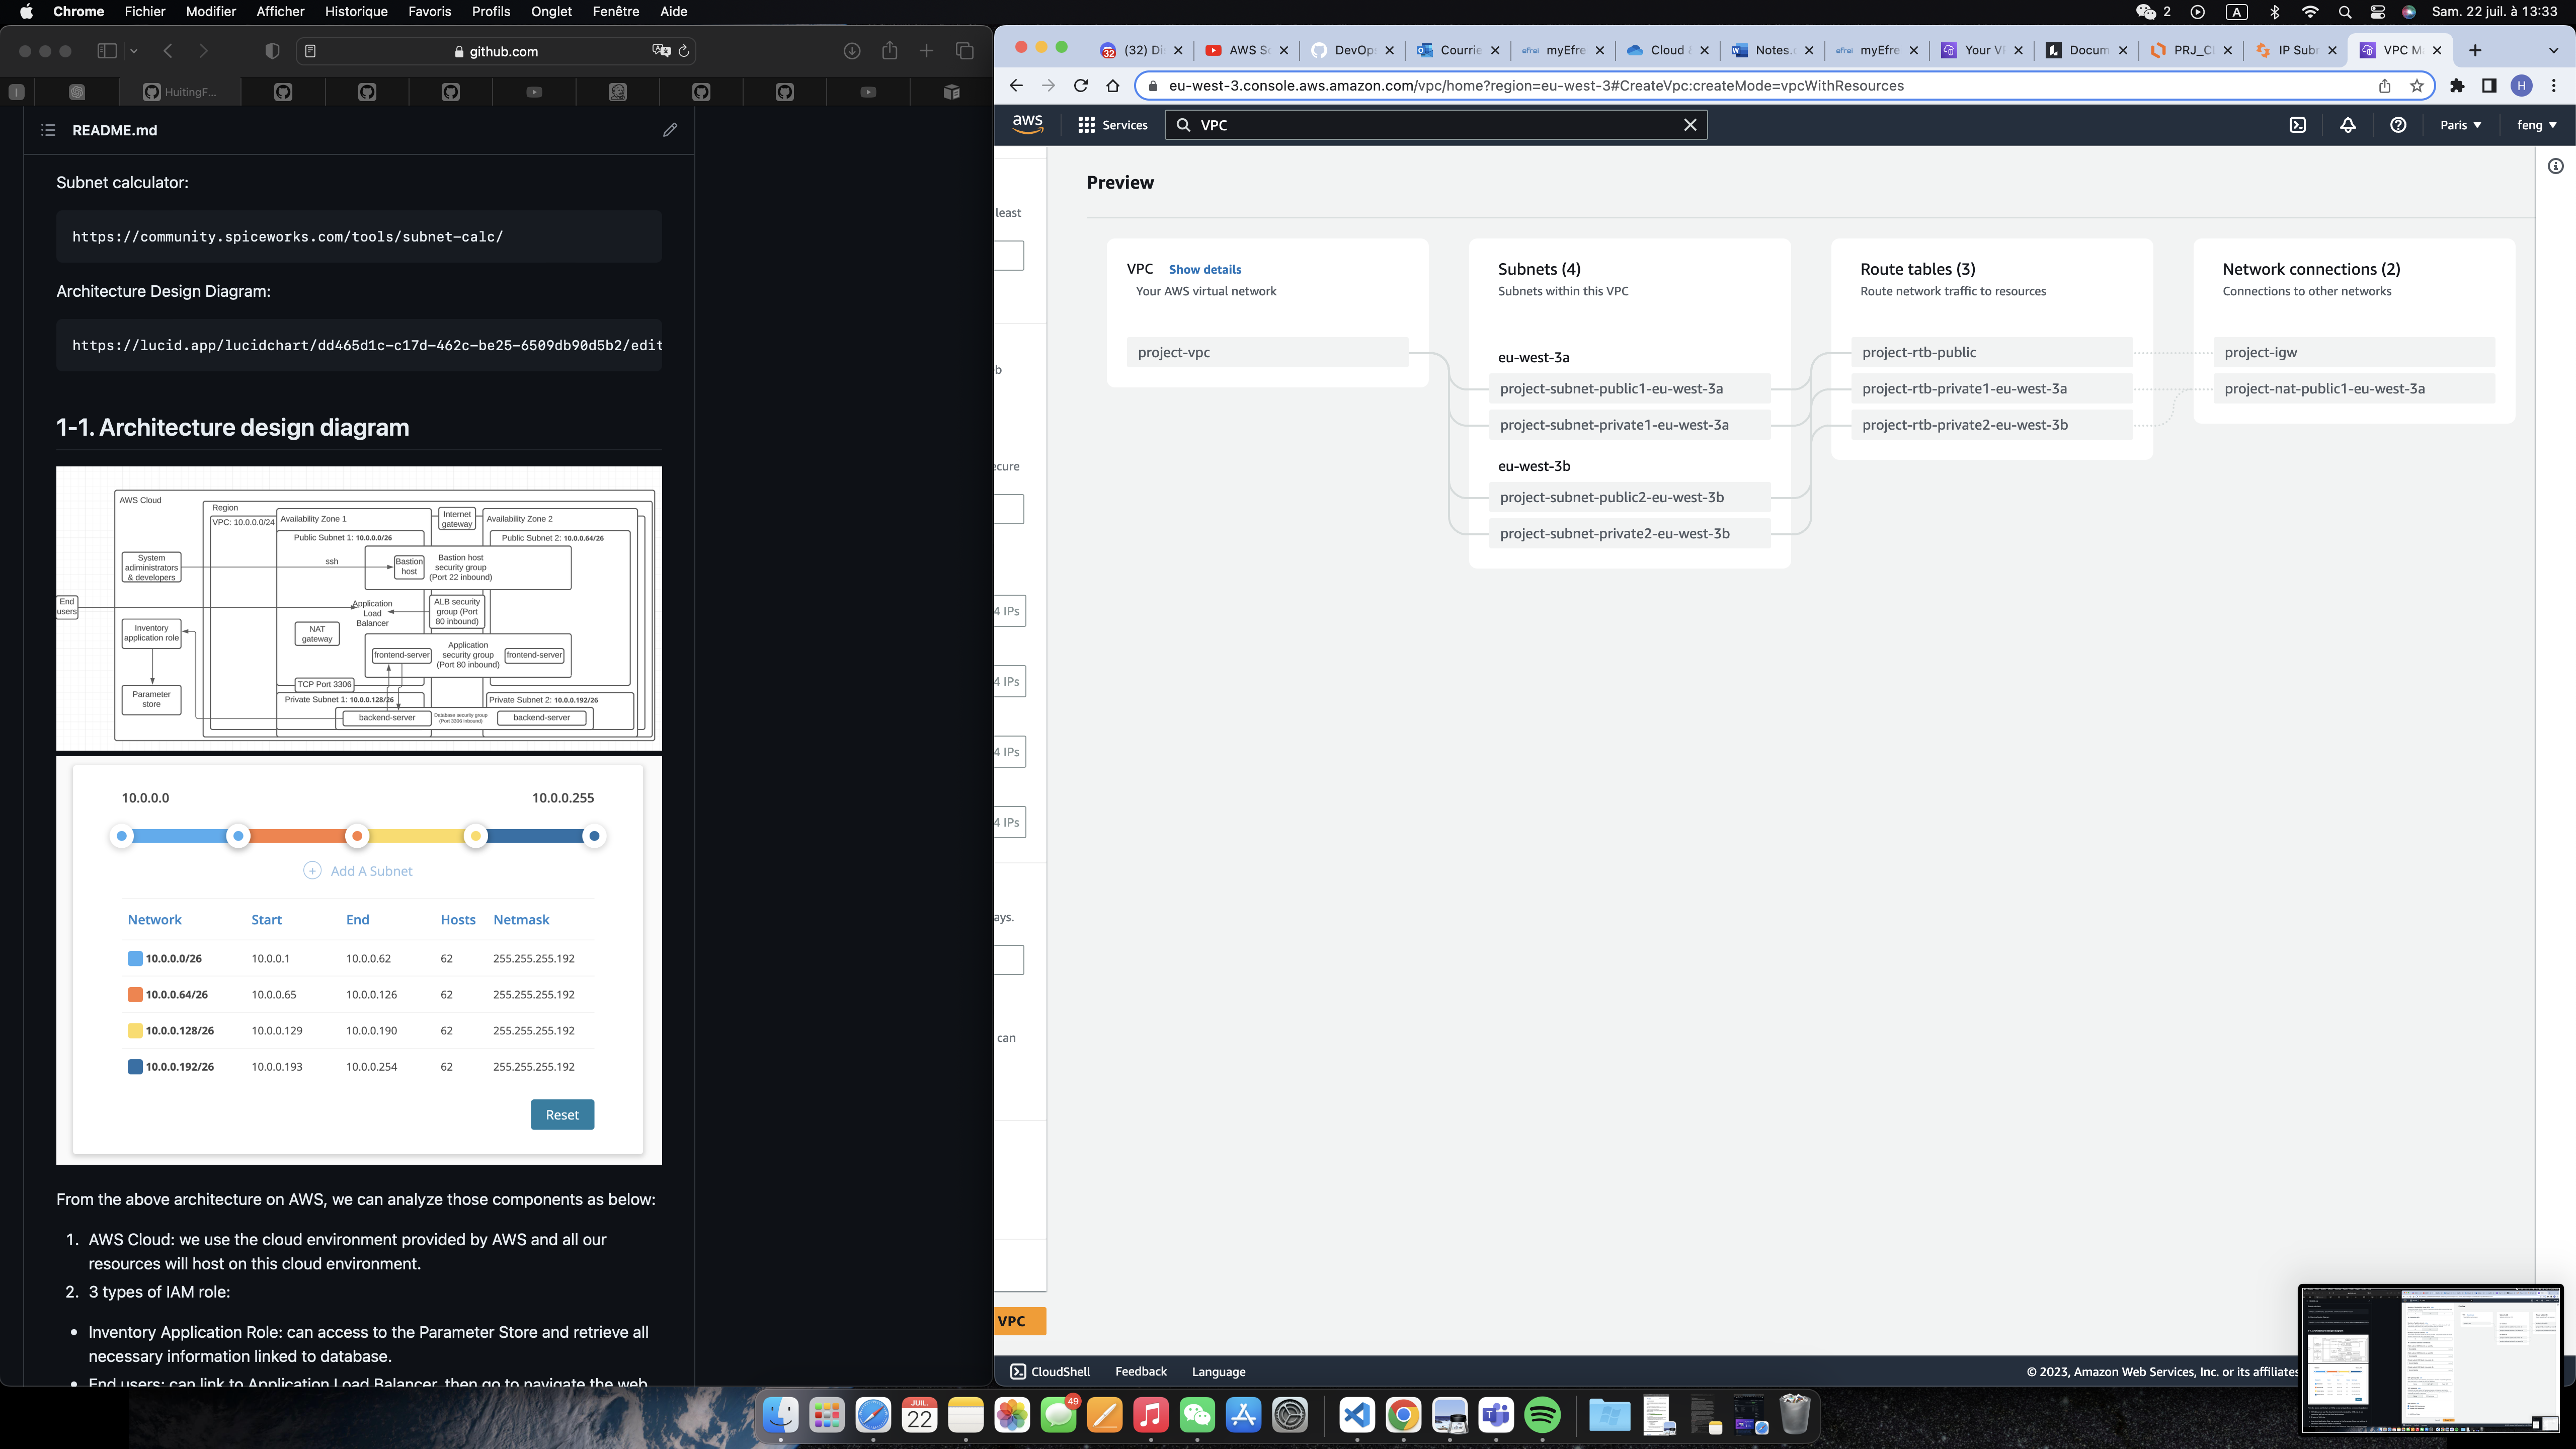 Chrome Fichier Modifier Afficher Historique Favoris Profils Onglet Fenêtre Aide
2 A Sam. 22 juil. à 13:33
github.com
HuitingF...
README.md
Subnet calculator:
https://community.spiceworks.com/tools/subnet-calc/
Architecture Design Diagram:
https://lucid.app/lucidchart/dd465d1c-c17d-462c-be25-6509db90d5b2/edit
1-1. Architecture design diagram
AWS Cloud
Region
VPC: 10.0.0.0/24
Availability Zone 1
Internet
gateway
Availability Zone 2
Public Subnet 1: 10.0.0.0/26
Public Subnet 2: 10.0.0.64/26
System
adiministrators
& developers
ssh
Bastion
host
Bastion host
security group
(Port 22 inbound)
End
users
Application
Load
Balancer
ALB security
group (Port
80 inbound)
Inventory
application role
NAT
gateway
frontend-server
Application
security group
(Port 80 inbound)
frontend-server
TCP Port 3306
Parameter
store
Private Subnet 1: 10.0.0.128/26
Private Subnet 2: 10.0.0.192/26
backend-server
Database security group
(Port 3306 Inbound)
backend-server
10.0.0.0 10.0.0.255
+ Add A Subnet
Network Start End Hosts Netmask
10.0.0.0/26 10.0.0.1 10.0.0.62 62 255.255.255.192
10.0.0.64/26 10.0.0.65 10.0.0.126 62 255.255.255.192
10.0.0.128/26 10.0.0.129 10.0.0.190 62 255.255.255.192
10.0.0.192/26 10.0.0.193 10.0.0.254 62 255.255.255.192
Reset
From the above architecture on AWS, we can analyze those components as below:
1. AWS Cloud: we use the cloud environment provided by AWS and all our
resources will host on this cloud environment.
2. 3 types of IAM role:
• Inventory Application Role: can access to the Parameter Store and retrieve all
necessary information linked to database.
• End users: can link to Application Load Balancer, then go to navigate the web
32 (32) Di AWS So DevOp Courrie efrei myEfre Cloud Notes. efrei myEfre Your V Docum PRJ_C IP Subn VPC M
eu-west-3.console.aws.amazon.com/vpc/home?region=eu-west-3#CreateVpc:createMode=vpcWithResources
H
aws Services VPC Paris ▼ feng ▼
least
b
ecure
4 IPs
4 IPs
4 IPs
4 IPs
ays.
can
VPC
Preview
VPC Show details
Your AWS virtual network
project-vpc
Subnets (4)
Subnets within this VPC
eu-west-3a
project-subnet-public1-eu-west-3a
project-subnet-private1-eu-west-3a
eu-west-3b
project-subnet-public2-eu-west-3b
project-subnet-private2-eu-west-3b
Route tables (3)
Route network traffic to resources
project-rtb-public
project-rtb-private1-eu-west-3a
project-rtb-private2-eu-west-3b
Network connections (2)
Connections to other networks
project-igw
project-nat-public1-eu-west-3a
CloudShell Feedback Language © 2023, Amazon Web Services, Inc. or its affiliates
JUIL.
22
49